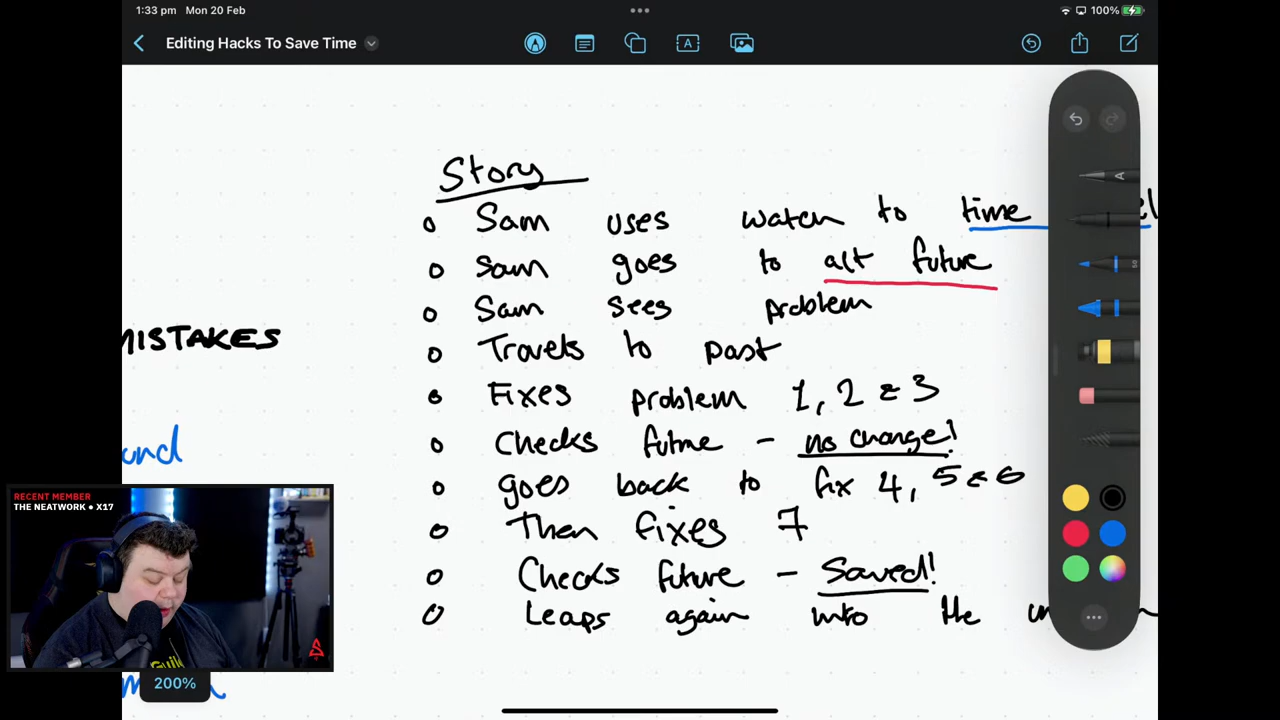 1:33 pm Mon 20 Feb
100%
Editing Hacks To Save Time
Story
Sam uses watch to time
Sam goes to alt future
Sam sees problem
Travels to past
MISTAKES
Fixes problem 1, 2 & 3
Checks future - no change!
goes back to fix 4, 5 & 6
Then fixes 7
Checks future - Saved!
Leaps again into the
RECENT MEMBER
THE NEATWORK • X17
200%